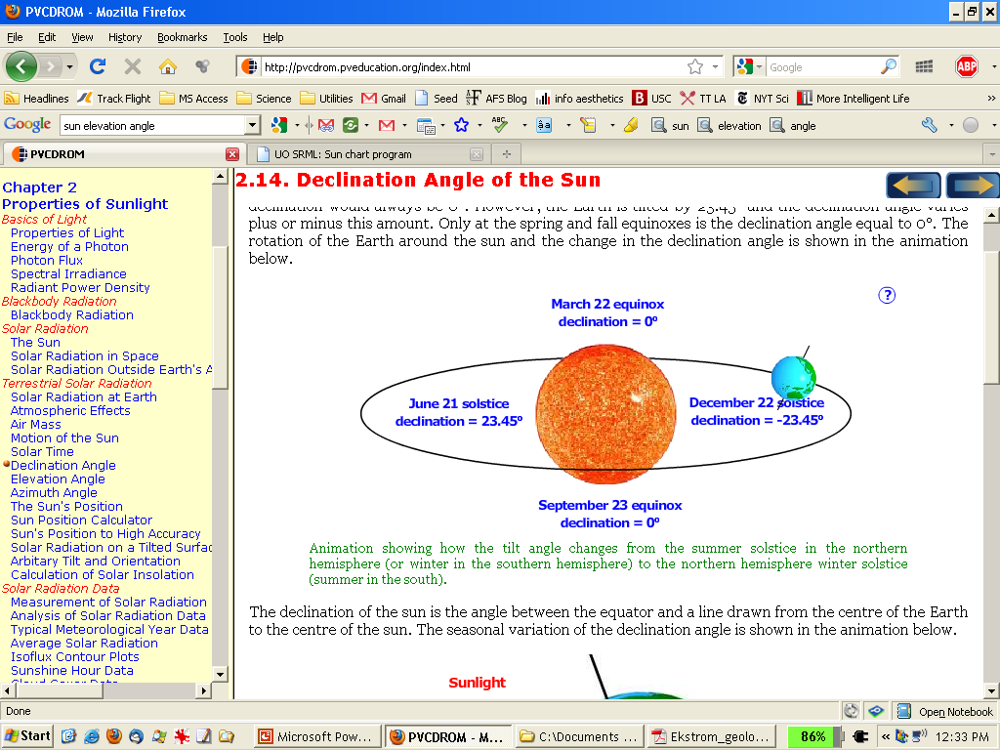 PVCDROM - Mozilla Firefox
File Edit View History Bookmarks Tools Help
http://pvcdrom.pveducation.org/index.html
Google
ABP
Headlines Track Flight MS Access Science Utilities Gmail Seed AFS Blog info aesthetics USC TT LA NYT Sci More Intelligent Life »
Google sun elevation angle sun elevation angle
PVCDROM UO SRML: Sun chart program
Chapter 2
Properties of Sunlight
Basics of Light
Properties of Light
Energy of a Photon
Photon Flux
Spectral Irradiance
Radiant Power Density
Blackbody Radiation
Blackbody Radiation
Solar Radiation
The Sun
Solar Radiation in Space
Solar Radiation Outside Earth's A
Terrestrial Solar Radiation
Solar Radiation at Earth
Atmospheric Effects
Air Mass
Motion of the Sun
Solar Time
Declination Angle
Elevation Angle
Azimuth Angle
The Sun's Position
Sun Position Calculator
Sun's Position to High Accuracy
Solar Radiation on a Tilted Surfac
Arbitary Tilt and Orientation
Calculation of Solar Insolation
Solar Radiation Data
Measurement of Solar Radiation
Analysis of Solar Radiation Data
Typical Meteorological Year Data
Average Solar Radiation
Isoflux Contour Plots
Sunshine Hour Data
Cloud Cover Data
2.14. Declination Angle of the Sun
declination would always be 0°. However, the Earth is tilted by 23.45° and the declination angle varies
plus or minus this amount. Only at the spring and fall equinoxes is the declination angle equal to 0°. The
rotation of the Earth around the sun and the change in the declination angle is shown in the animation
below.
?
March 22 equinox
declination = 0º
June 21 solstice
declination = 23.45º
December 22 solstice
declination = -23.45º
September 23 equinox
declination = 0º
Animation showing how the tilt angle changes from the summer solstice in the northern
hemisphere (or winter in the southern hemisphere) to the northern hemisphere winter solstice
(summer in the south).
The declination of the sun is the angle between the equator and a line drawn from the centre of the Earth
to the centre of the sun. The seasonal variation of the declination angle is shown in the animation below.
Sunlight
Done Open Notebook
Start Microsoft Pow... PVCDROM - M... C:\Documents ... Ekstrom_geolo... 86% « 12:33 PM